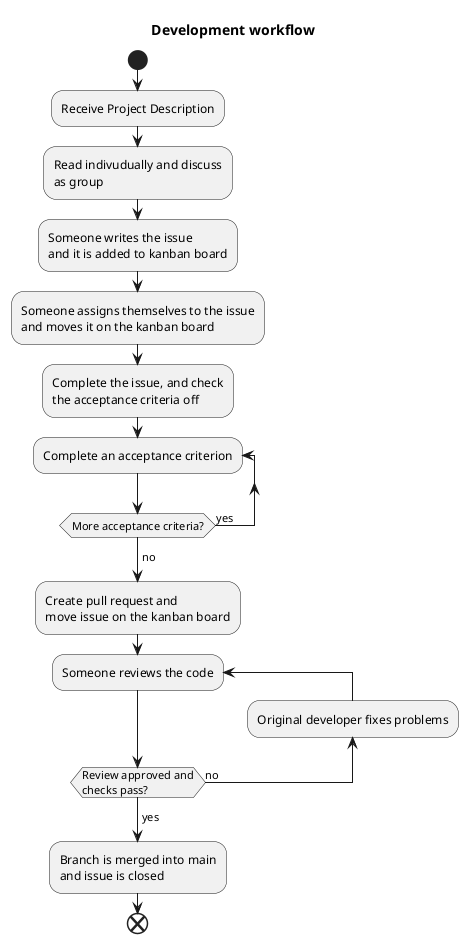 Development workflow
Receive Project Description
Read indivudually and discuss
as group
Someone writes the issue
and it is added to kanban board
Someone assigns themselves to the issue
and moves it on the kanban board
Complete the issue, and check
the acceptance criteria off
Complete an acceptance criterion
More acceptance criteria?
yes
no
Create pull request and
move issue on the kanban board
Someone reviews the code
Original developer fixes problems
Review approved and
checks pass?
no
yes
Branch is merged into main
and issue is closed